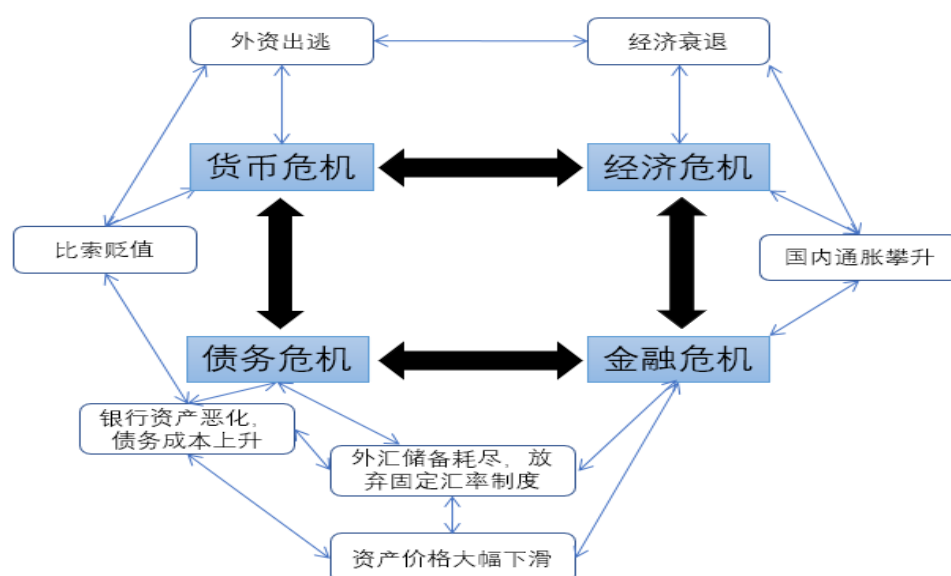 外资出逃
经济衰退
货币危机
经济危机
比索贬值
国内通胀攀升
债务危机
金融危机
银行资产恶化，
债务成本上升
外汇储备耗尽，放
弃固定汇率制度
资产价格大幅下滑